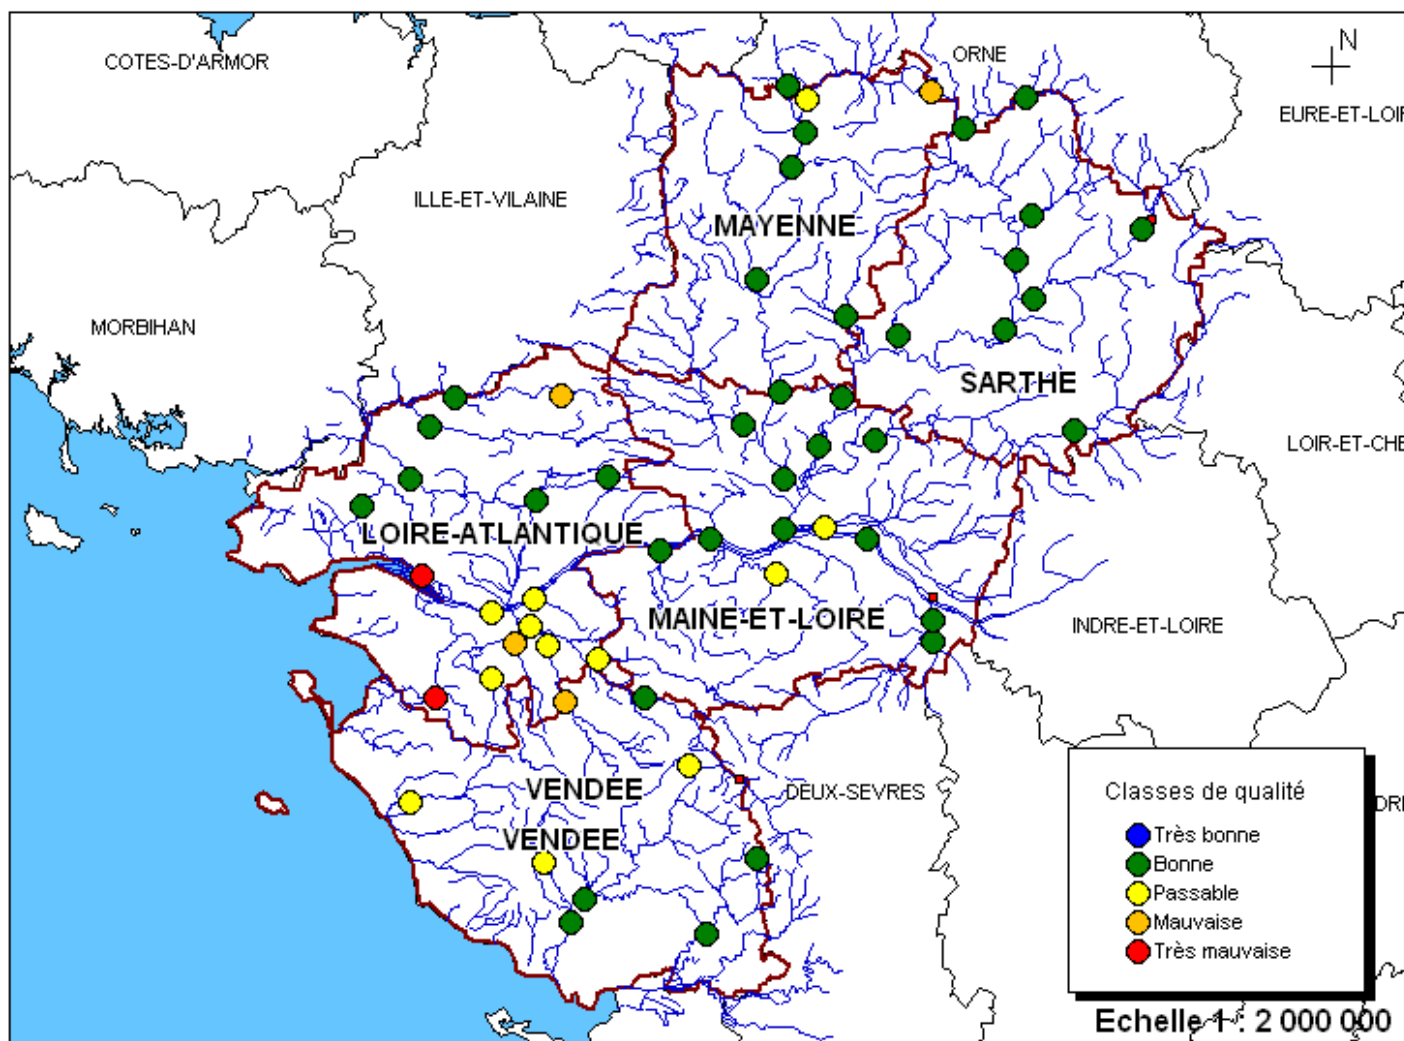 N
ORNE
COTES-D'ARMOR
EURE-ET-LOIR
ILLE-ET-VILAINE
MAYENNE
MORBIHAN
SARTHE
LOIR-ET-CHE
LOIRE-ATLANTIQUE
MAINE-ET-LOIRE
INDRE-ET-LOIRE
VENDEE
DEUX-SEVRES
VENDEE
DRE
Classes de qualité
Très bonne
Bonne
Passable
Mauvaise
Très mauvaise
Echelle 1 : 2 000 000